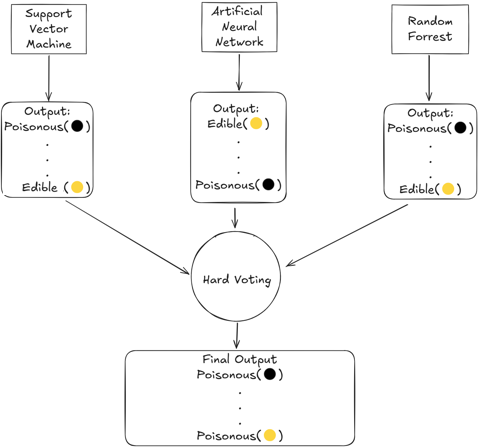 Support
Vector
Machine
Artificial
Neural
Network
Random
Forrest
Output:
Poisonous( )
.
.
.
Edible ( )
Output:
Edible( )
.
.
.
Poisonous( )
Output:
Poisonous( )
.
.
.
Edible( )
Hard Voting
Final Output
Poisonous( )
.
.
.
Poisonous( )